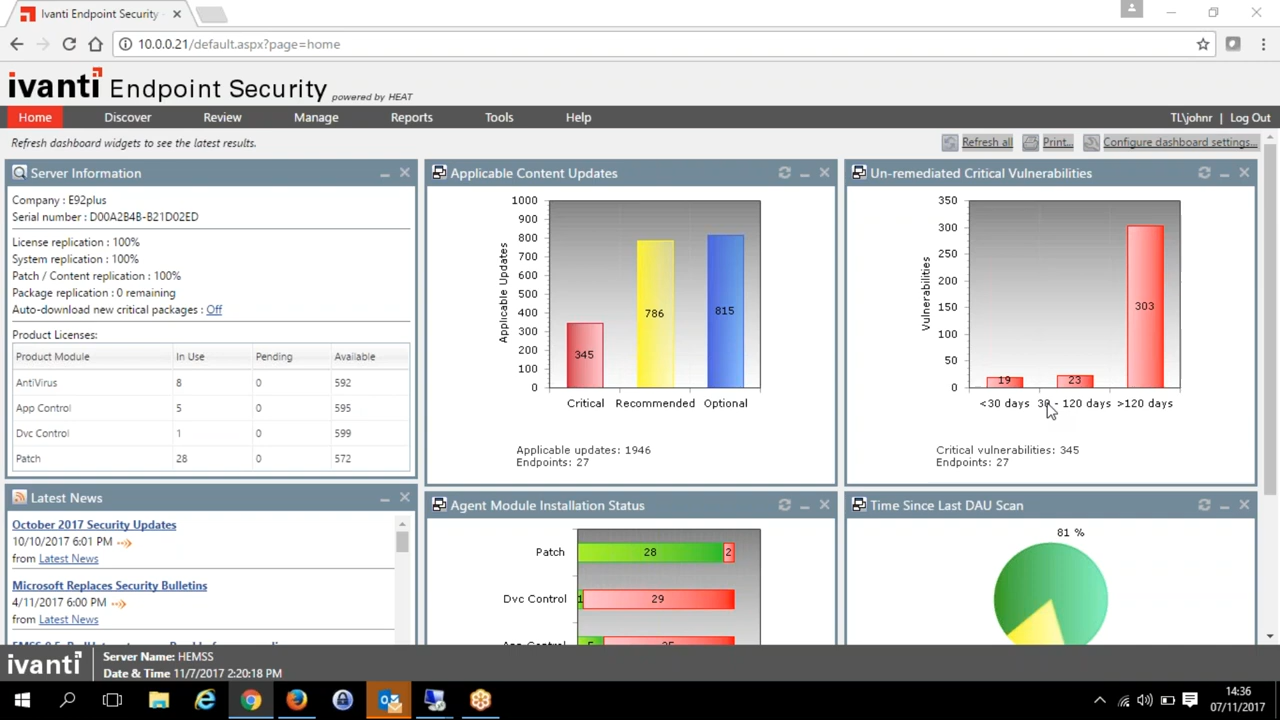 Ivanti Endpoint Security
10.0.0.21/default.aspx?page=home
ivanti Endpoint Security powered by HEAT
Home Discover Review Manage Reports Tools Help TL\johnr | Log Out
Refresh dashboard widgets to see the latest results. Refresh all Print... Configure dashboard settings...
Server Information
Company : E92plus
Serial number : D00A2B4B-B21D02ED
License replication : 100%
System replication : 100%
Patch / Content replication : 100%
Package replication : 0 remaining
Auto-download new critical packages : Off
Product Licenses:
Product Module In Use Pending Available
AntiVirus 8 0 592
App Control 5 0 595
Dvc Control 1 0 599
Patch 28 0 572
Applicable Content Updates
1000
900
800
700
600
500
400
300
200
100
0
Applicable Updates
345 786 815
Critical Recommended Optional
Applicable updates: 1946
Endpoints: 27
Un-remediated Critical Vulnerabilities
350
300
250
200
150
100
50
0
Vulnerabilities
19 23 303
<30 days 30 - 120 days >120 days
Critical vulnerabilities: 345
Endpoints: 27
Latest News
October 2017 Security Updates
10/10/2017 6:01 PM
from Latest News
Microsoft Replaces Security Bulletins
4/11/2017 6:00 PM
from Latest News
Agent Module Installation Status
Patch 28 2
Dvc Control 1 29
Time Since Last DAU Scan
81 %
ivanti
Server Name: HEMSS
Date & Time 11/7/2017 2:20:18 PM
14:36
07/11/2017